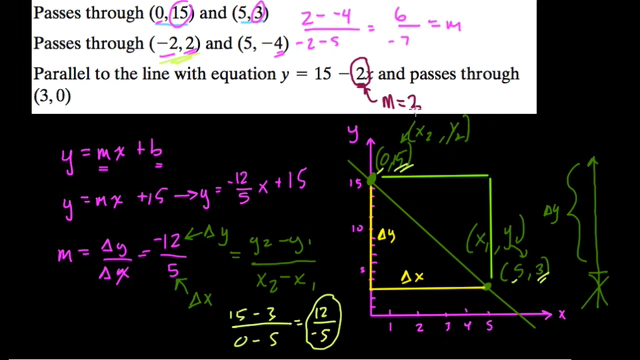 Passes through (0, 15) and (5, 3)
2 - -4 / -2 - 5 = 6 / -7 = m
Passes through (−2, 2) and (5, −4)
Parallel to the line with equation y = 15 − 2x and passes through
(3, 0)
m = 2
y = mx + b
y = mx + 15 → y = -12/5 x + 15
m = Δy / Δx = -12 / 5 = y2 - y1 / x2 - x1
Δy
Δx
15 - 3 / 0 - 5 = 12 / -5
y
(x2, y2)
(0, 15)
15
10
5
Δy
Δx
(x1, y1)
(5, 3)
Δy
1 2 3 4 5 x